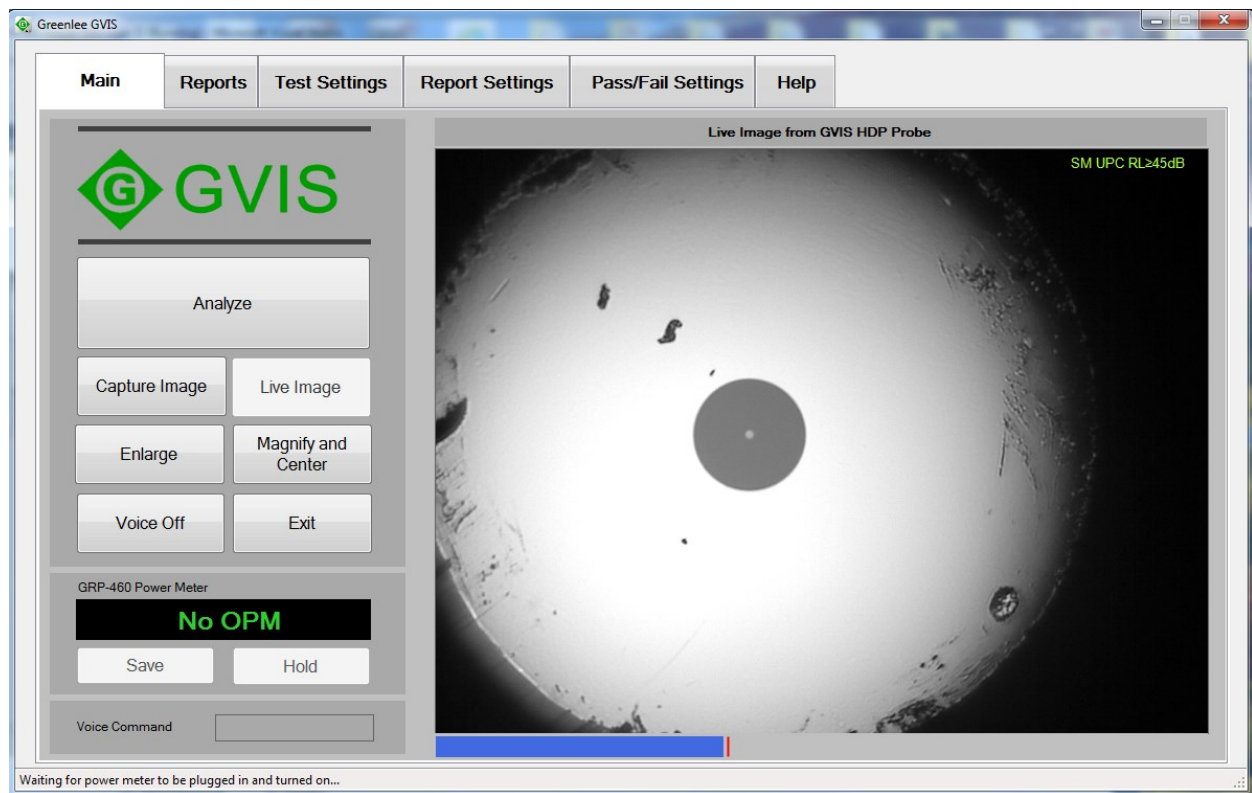 Greenlee GVIS
Main
Reports
Test Settings
Report Settings
Pass/Fail Settings
Help
G GVIS
Live Image from GVIS HDP Probe
SM UPC RL≥45dB
Analyze
Capture Image
Live Image
Enlarge
Magnify and
Center
Voice Off
Exit
GRP-460 Power Meter
No OPM
Save
Hold
Voice Command
Waiting for power meter to be plugged in and turned on...